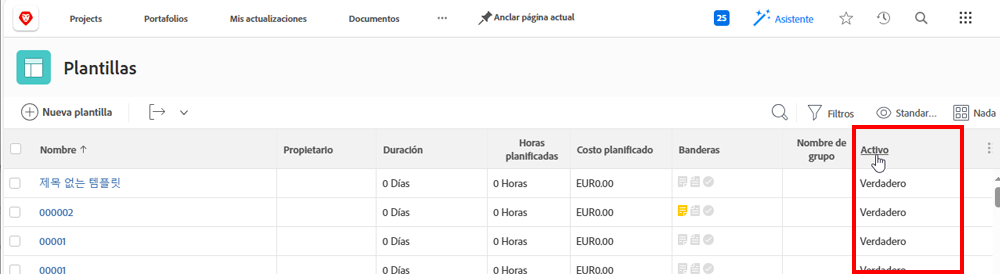 Projects Portafolios Mis actualizaciones Documentos ··· Anclar página actual 25 Asistente
Plantillas
Nueva plantilla Filtros Standar... Nada
Nombre ↑ Propietario Duración Horas planificadas Costo planificado Banderas Nombre de grupo Activo
제목 없는 템플릿 0 Días 0 Horas EUR0.00 Verdadero
000002 0 Días 0 Horas EUR0.00 Verdadero
00001 0 Días 0 Horas EUR0.00 Verdadero
00001 0 Días 0 Horas EUR0.00 Verdadero